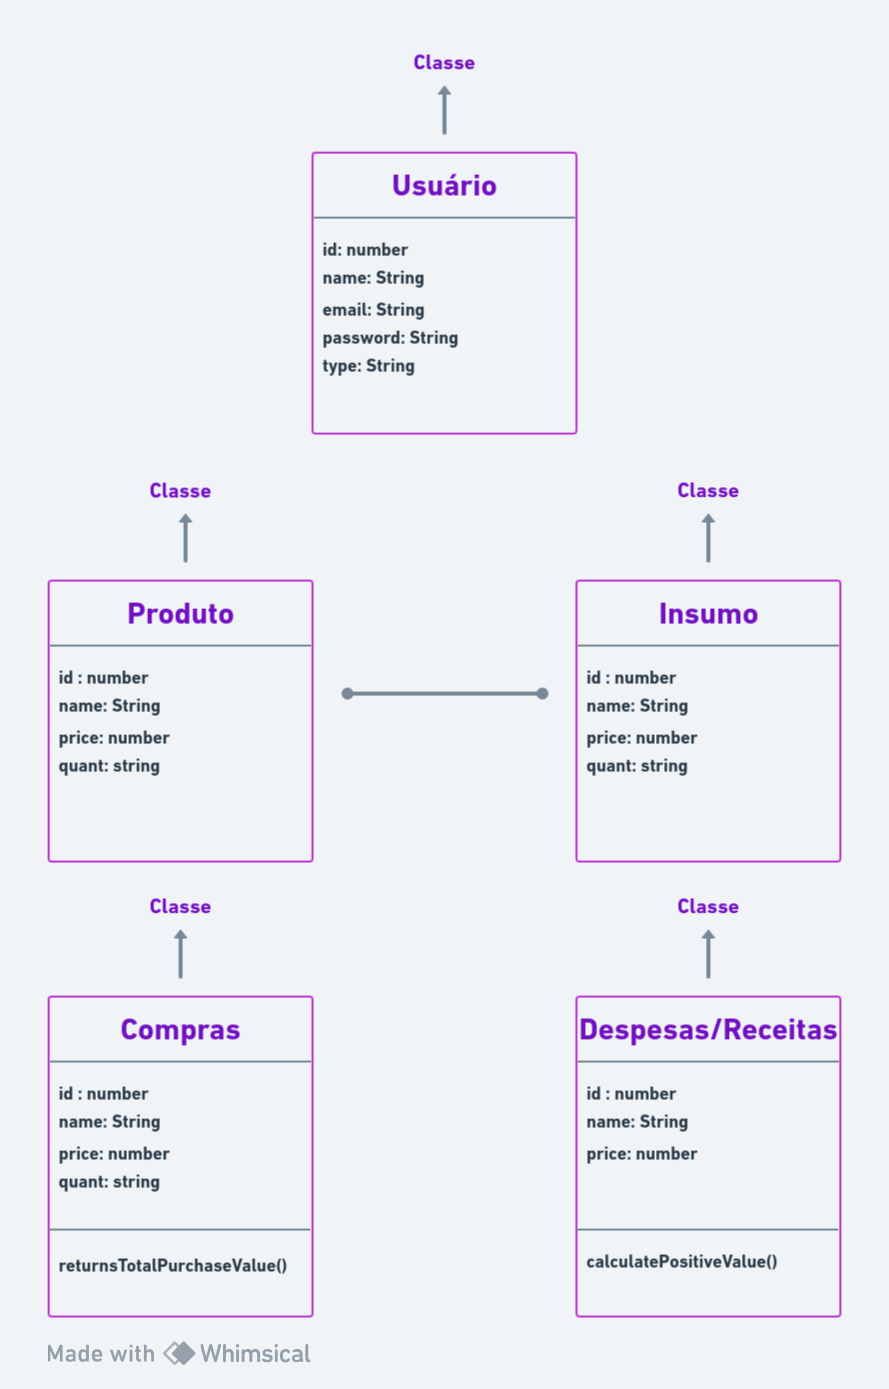 Classe
Usuário
id: number
name: String
email: String
password: String
type: String
Classe
Produto
id : number
name: String
price: number
quant: string
Classe
Insumo
id : number
name: String
price: number
quant: string
Classe
Compras
id : number
name: String
price: number
quant: string
returnsTotalPurchaseValue()
Classe
Despesas/Receitas
id : number
name: String
price: number
calculatePositiveValue()
Made with Whimsical